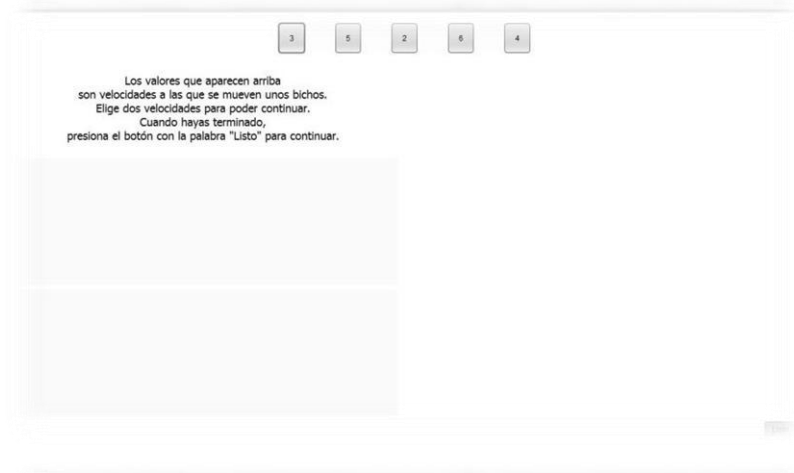 3 5 2 6 4
Los valores que aparecen arriba
son velocidades a las que se mueven unos bichos.
Elige dos velocidades para poder continuar.
Cuando hayas terminado,
presiona el botón con la palabra "Listo" para continuar.